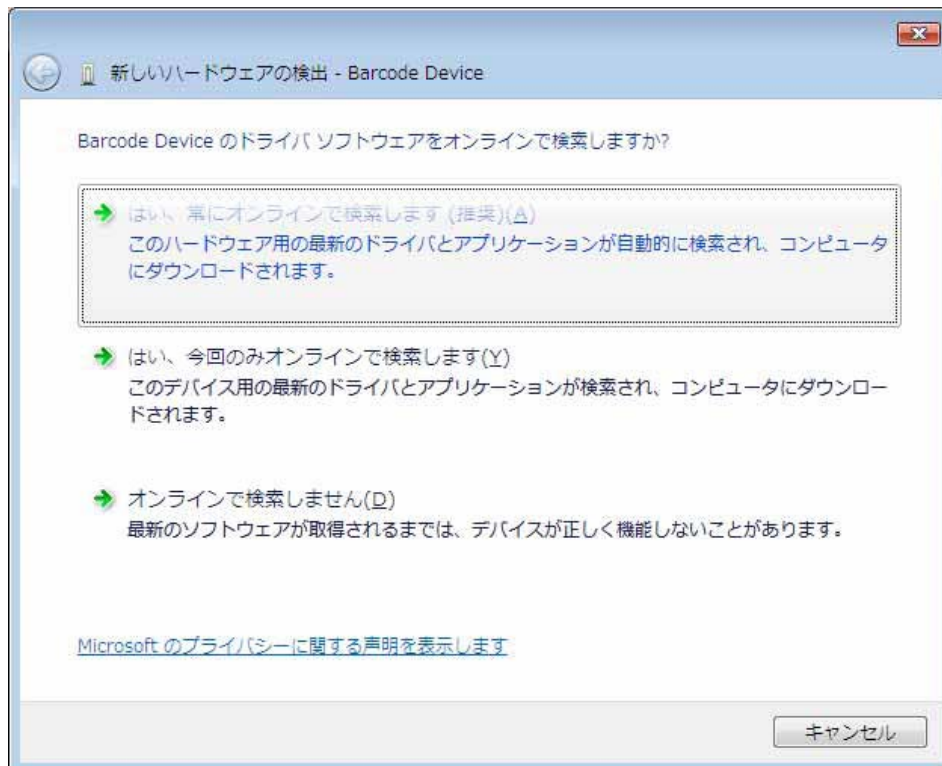 新しいハードウェアの検出 - Barcode Device
Barcode Device のドライバ ソフトウェアをオンラインで検索しますか?
はい、常にオンラインで検索します (推奨)(A)
このハードウェア用の最新のドライバとアプリケーションが自動的に検索され、コンピュータ
にダウンロードされます。
はい、今回のみオンラインで検索します(Y)
このデバイス用の最新のドライバとアプリケーションが検索され、コンピュータにダウンロー
ドされます。
オンラインで検索しません(D)
最新のソフトウェアが取得されるまでは、デバイスが正しく機能しないことがあります。
Microsoft のプライバシーに関する声明を表示します
キャンセル